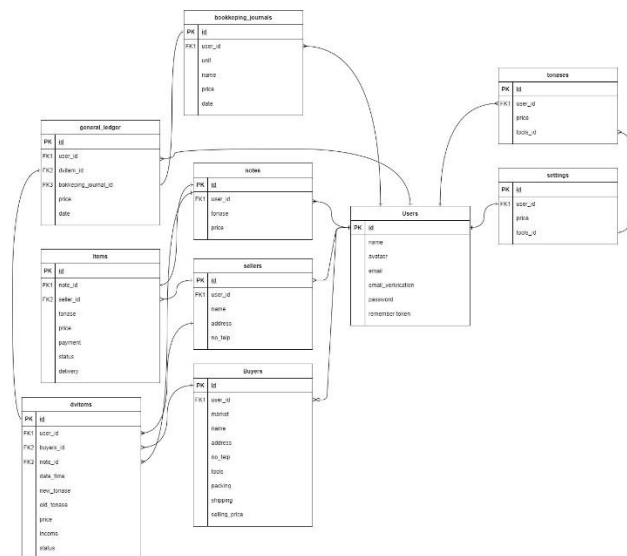 bookkeping_journals
PK id
FK1 user_id
unit
name
price
date
general_ledger
PK id
FK1 user_id
FK2 dvitem_id
FK3 bokkeping_journal_id
price
date
notes
PK id
FK1 user_id
tonase
price
Items
PK id
FK1 note_id
FK2 seller_id
tonase
price
payment
status
delivery
sellers
PK id
FK1 user_id
name
address
no_telp
Buyers
PK id
FK1 user_id
market
name
address
no_telp
tools
packing
shipping
selling_price
dvitems
PK id
FK1 user_id
FK2 buyers_id
note_id
date_time
new_tonase
old_tonase
price
income
status
Users
PK id
name
email
password
remember token
tonases
PK id
FK1 user_id
price
tools_id
settings
PK id
FK1 user_id
price
tools_id